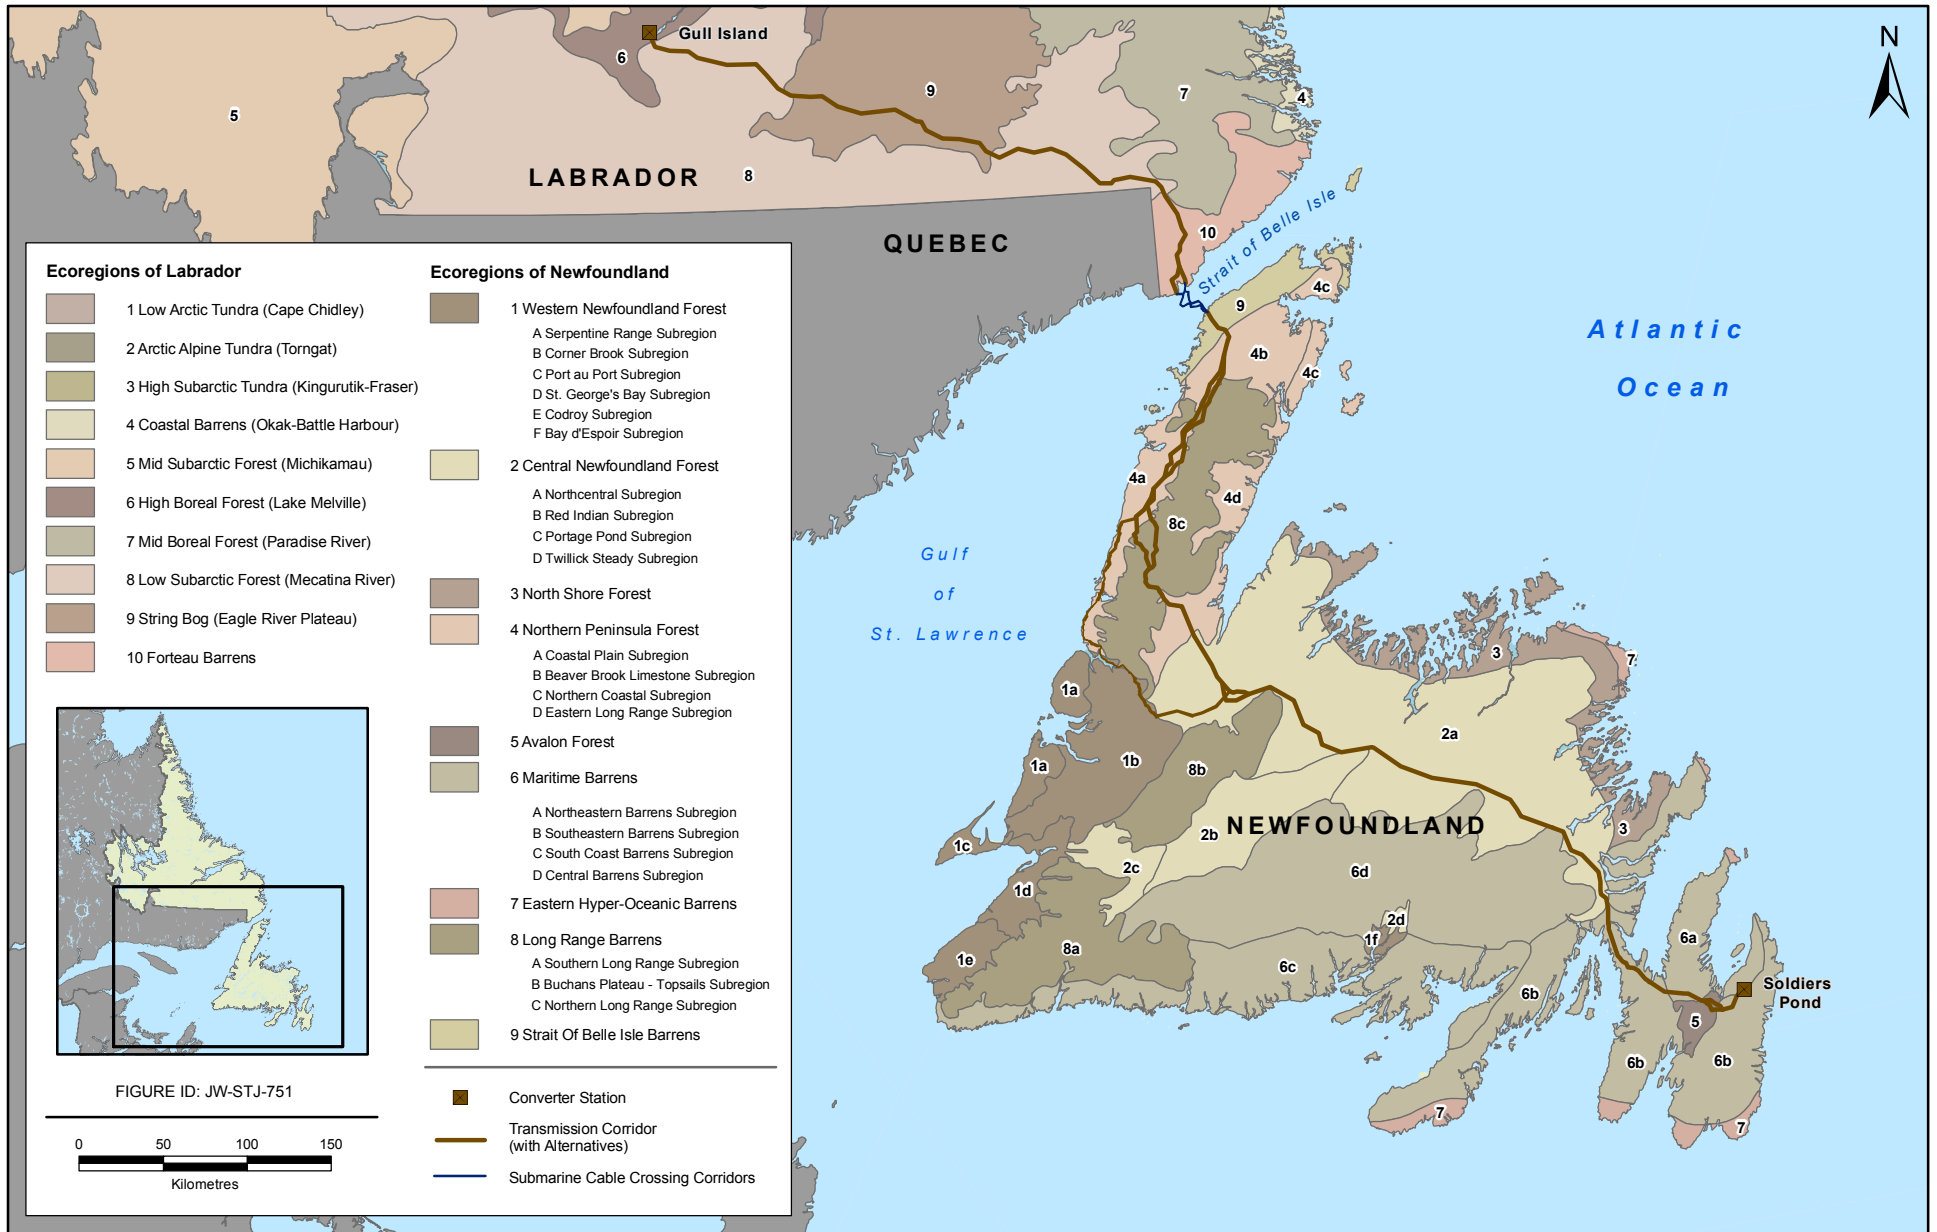 Gull Island
6
9
7
4
5
N
LABRADOR
8
10
QUEBEC
Strait of Belle Isle
9
4c
4b
4c
Atlantic
Ocean
4a
4d
8c
Gulf
of
St. Lawrence
3
7
1a
2a
1b
1a
8b
2b
NEWFOUNDLAND
3
1c
2c
6d
1d
2d
1f
6a
8a
1e
6c
6b
Soldiers
Pond
5
6b
6b
7
7
Ecoregions of Labrador
1 Low Arctic Tundra (Cape Chidley)
2 Arctic Alpine Tundra (Torngat)
3 High Subarctic Tundra (Kingurutik-Fraser)
4 Coastal Barrens (Okak-Battle Harbour)
5 Mid Subarctic Forest (Michikamau)
6 High Boreal Forest (Lake Melville)
7 Mid Boreal Forest (Paradise River)
8 Low Subarctic Forest (Mecatina River)
9 String Bog (Eagle River Plateau)
10 Forteau Barrens
Ecoregions of Newfoundland
1 Western Newfoundland Forest
A Serpentine Range Subregion
B Corner Brook Subregion
C Port au Port Subregion
D St. George's Bay Subregion
E Codroy Subregion
F Bay d'Espoir Subregion
2 Central Newfoundland Forest
A Northcentral Subregion
B Red Indian Subregion
C Portage Pond Subregion
D Twillick Steady Subregion
3 North Shore Forest
4 Northern Peninsula Forest
A Coastal Plain Subregion
B Beaver Brook Limestone Subregion
C Northern Coastal Subregion
D Eastern Long Range Subregion
5 Avalon Forest
6 Maritime Barrens
A Northeastern Barrens Subregion
B Southeastern Barrens Subregion
C South Coast Barrens Subregion
D Central Barrens Subregion
7 Eastern Hyper-Oceanic Barrens
8 Long Range Barrens
A Southern Long Range Subregion
B Buchans Plateau - Topsails Subregion
C Northern Long Range Subregion
9 Strait Of Belle Isle Barrens
Converter Station
Transmission Corridor
(with Alternatives)
Submarine Cable Crossing Corridors
FIGURE ID: JW-STJ-751
0 50 100 150
Kilometres